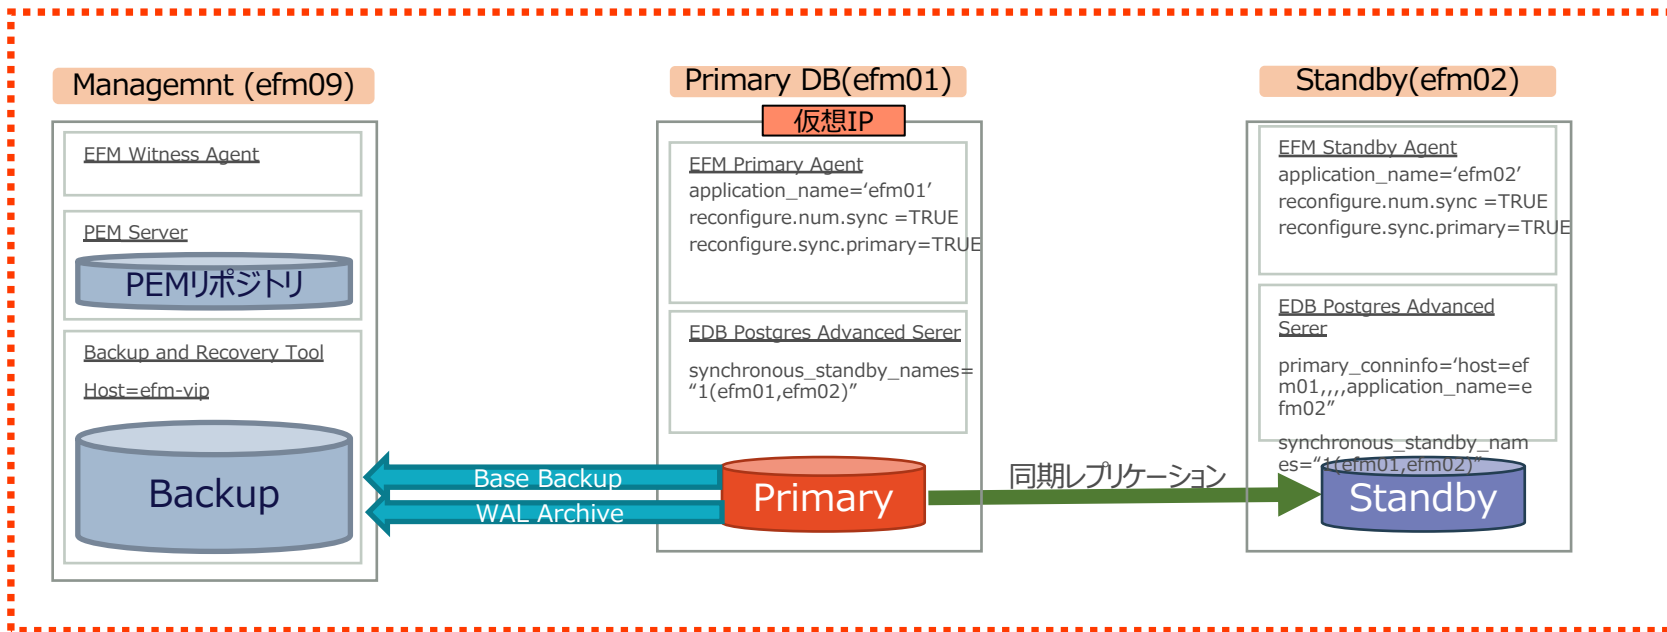 Managemnt (efm09)
EFM Witness Agent
PEM Server
PEMリポジトリ
Backup and Recovery Tool
Host=efm-vip
Backup
Base Backup
WAL Archive
Primary DB(efm01)
仮想IP
EFM Primary Agent
application_name=‘efm01’
reconfigure.num.sync =TRUE
reconfigure.sync.primary=TRUE
EDB Postgres Advanced Serer
synchronous_standby_names=
“1(efm01,efm02)”
Primary
同期レプリケーション
Standby(efm02)
EFM Standby Agent
application_name=‘efm02’
reconfigure.num.sync =TRUE
reconfigure.sync.primary=TRUE
EDB Postgres Advanced
Serer
primary_conninfo=‘host=ef
m01,,,,application_name=e
fm02”
synchronous_standby_nam
es=“1(efm01,efm02)”
Standby